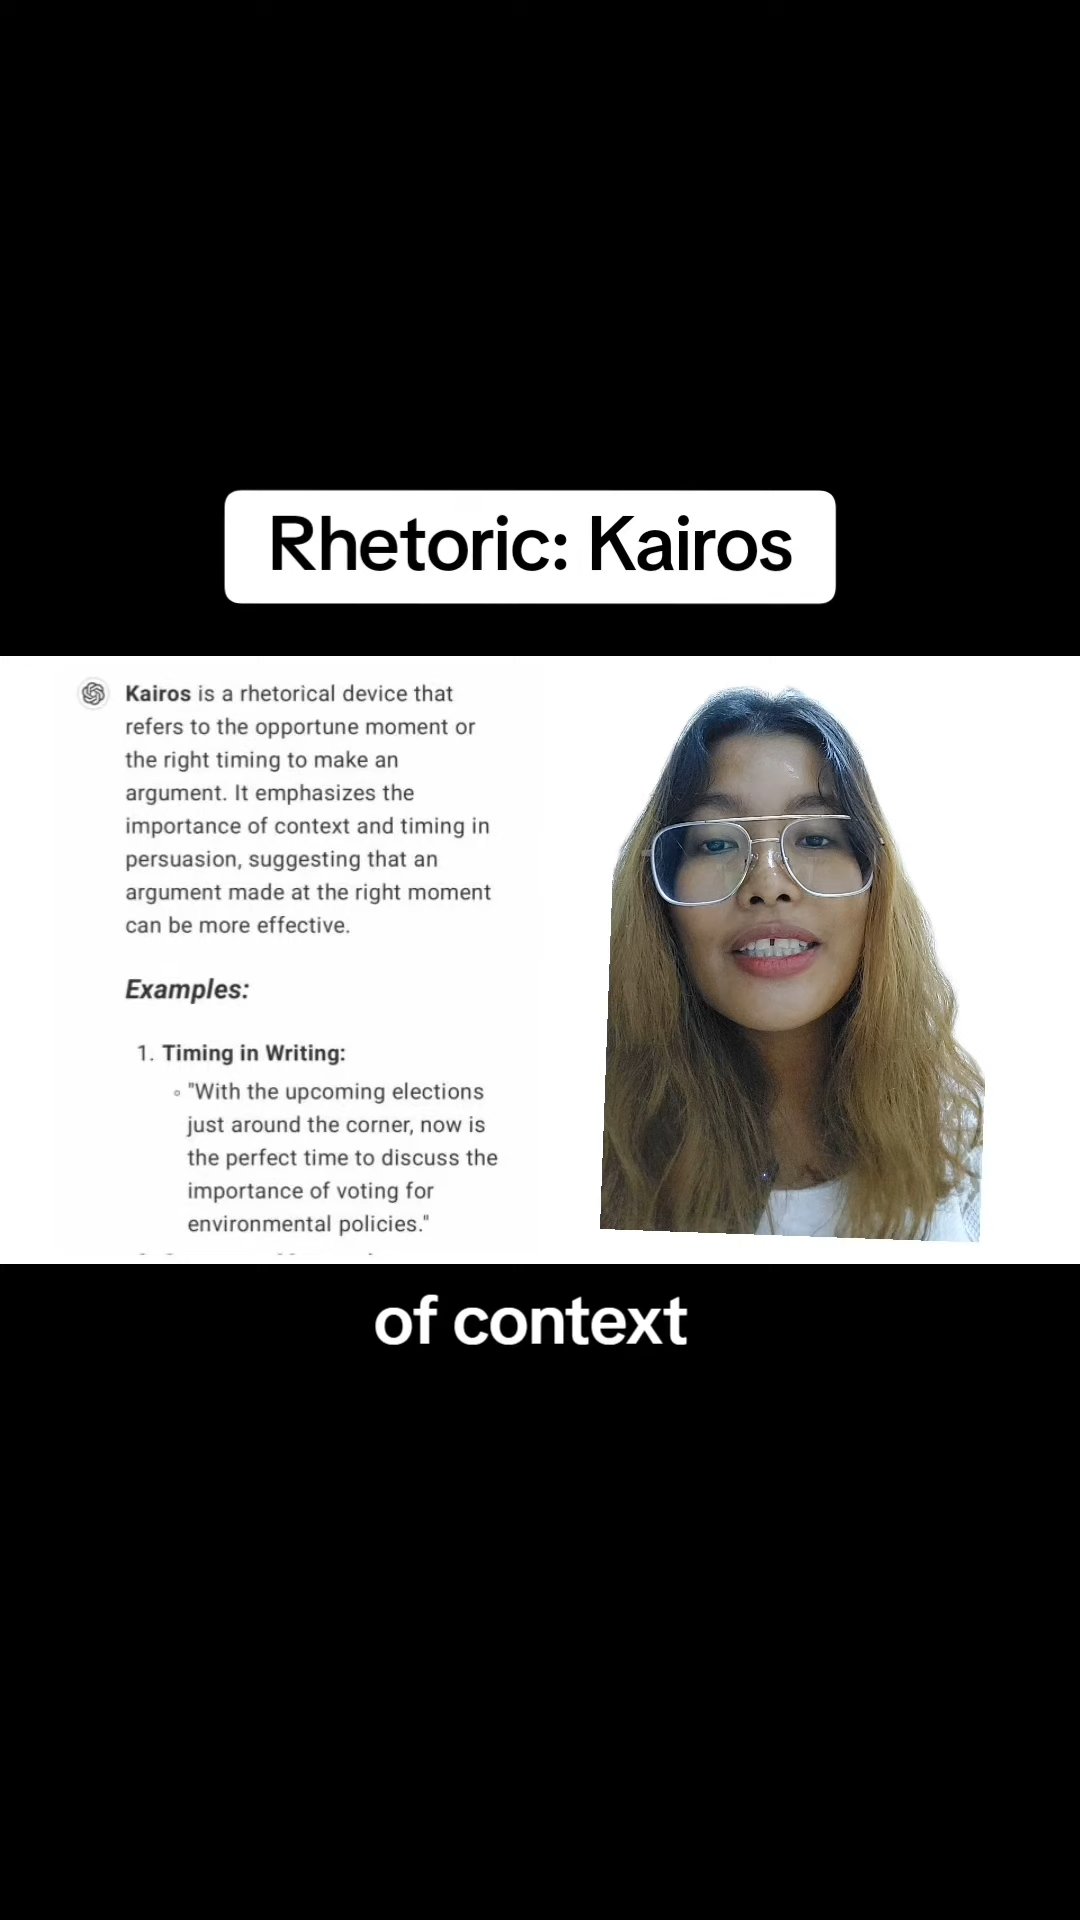 Rhetoric: Kairos
Kairos is a rhetorical device that
refers to the opportune moment or
the right timing to make an
argument. It emphasizes the
importance of context and timing in
persuasion, suggesting that an
argument made at the right moment
can be more effective.
Examples:
1. Timing in Writing:
◦ "With the upcoming elections
just around the corner, now is
the perfect time to discuss the
importance of voting for
environmental policies."
of context